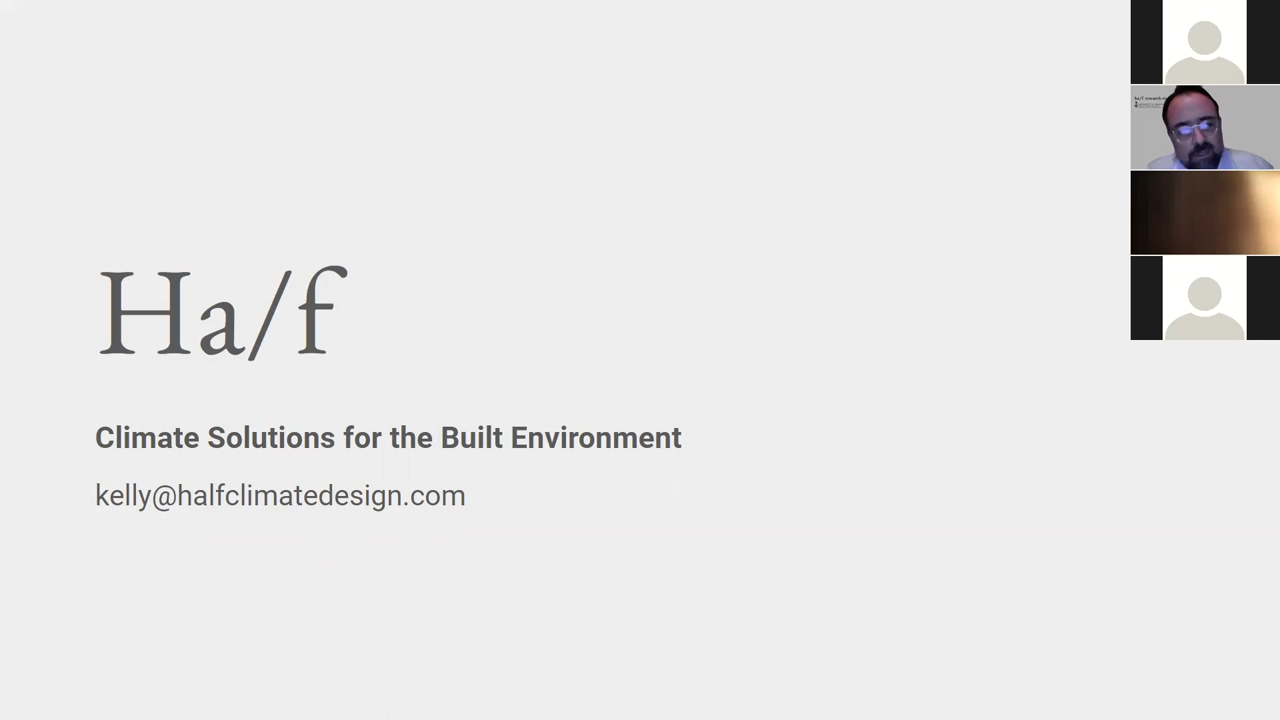 Ha/f
Climate Solutions for the Built Environment
kelly@halfclimatedesign.com